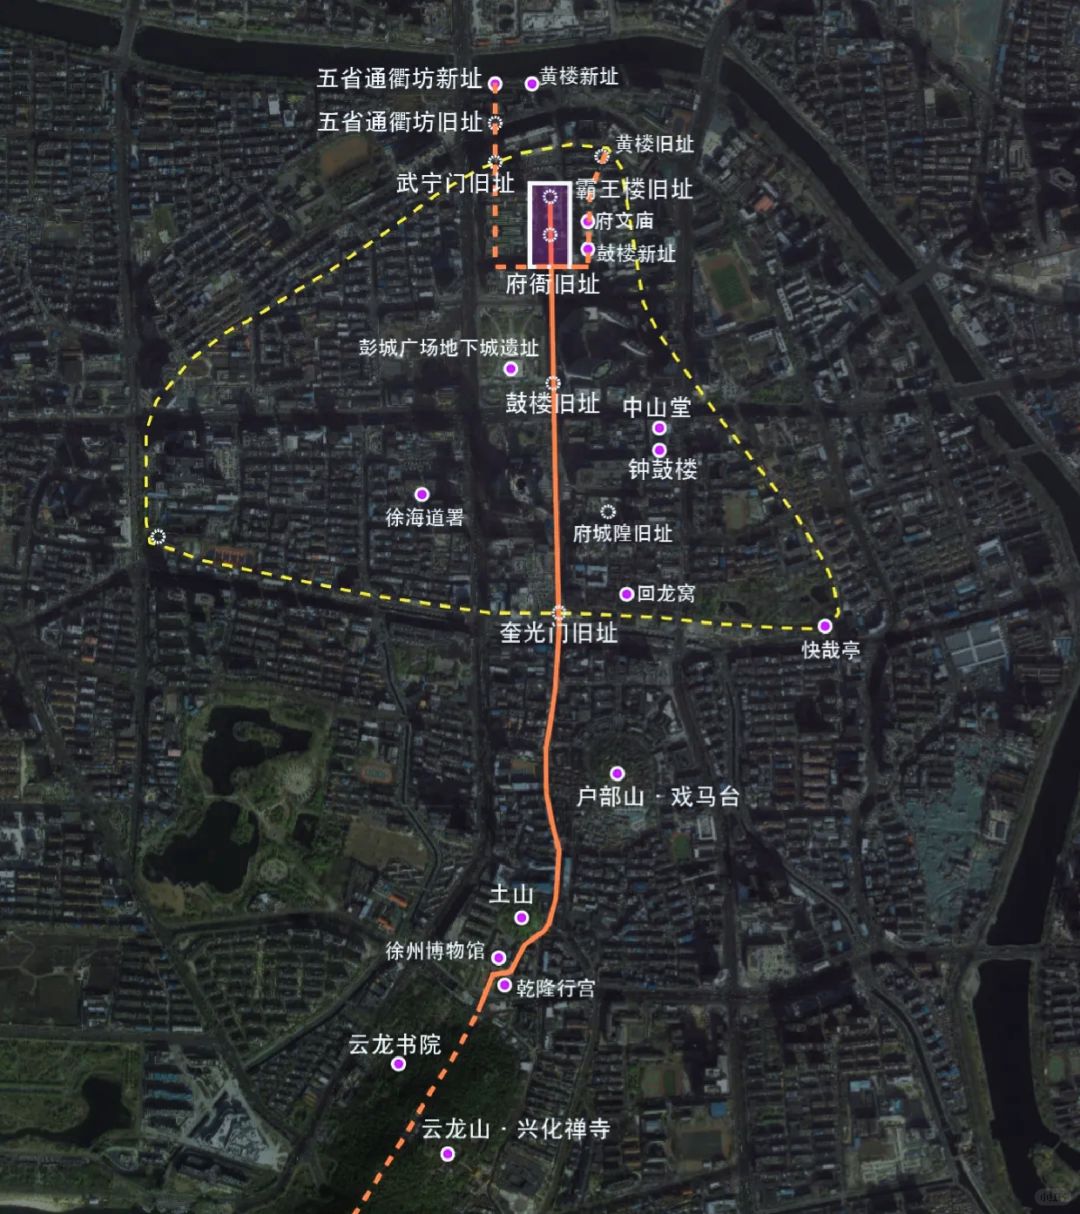 五省通衢坊新址
黄楼新址
五省通衢坊旧址
黄楼旧址
武宁门旧址
霸王楼旧址
府文庙
鼓楼新址
府衙旧址
彭城广场地下城遗址
鼓楼旧址
中山堂
钟鼓楼
徐海道署
府城隍旧址
回龙窝
奎光门旧址
快哉亭
户部山·戏马台
土山
徐州博物馆
乾隆行宫
云龙书院
云龙山·兴化禅寺